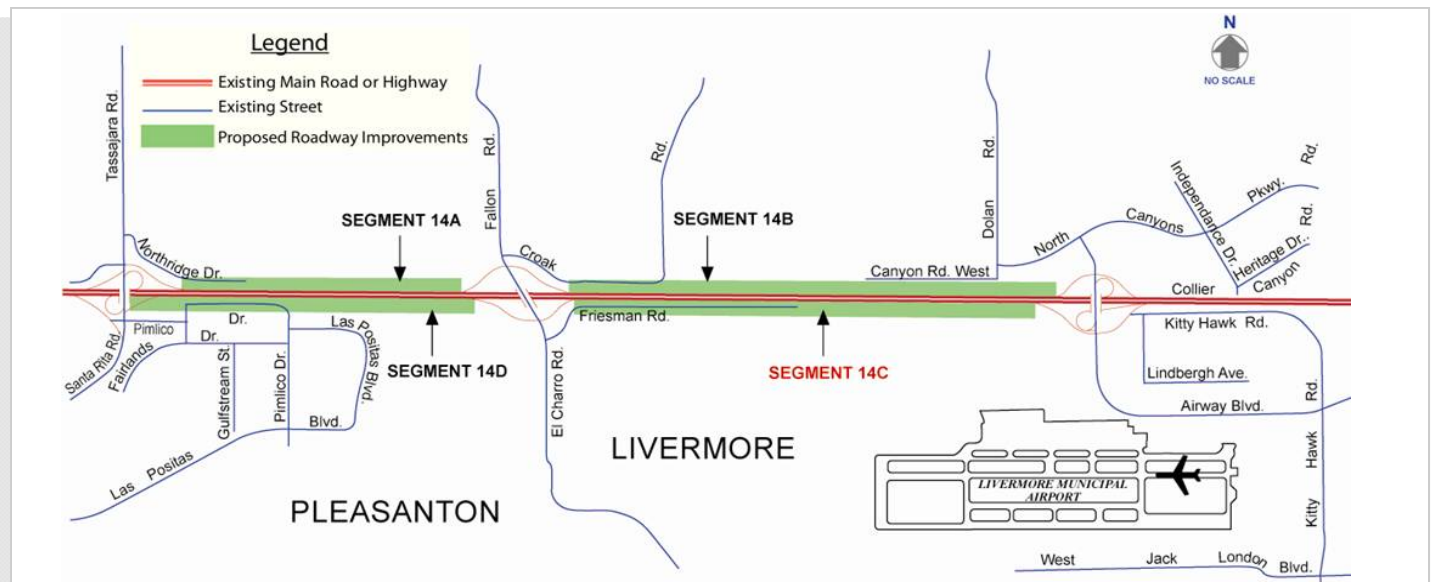 Legend
Existing Main Road or Highway
Existing Street
Proposed Roadway Improvements
N
NO SCALE
Tassajara Rd.
Fallon Rd.
Rd.
Dolan Rd.
Independance Dr.
Pkwy.
Rd.
Canyons
North
Rd.
Heritage Dr..
Canyon
SEGMENT 14A
SEGMENT 14B
Northridge Dr.
Croak
Canyon Rd. West
Collier
Pimlico
Dr.
Dr.
Las Positas Blvd.
Friesman Rd.
Kitty Hawk Rd.
Santa Rita Rd.
Fairlands
SEGMENT 14D
SEGMENT 14C
Lindbergh Ave.
Gulfstream St.
Pimlico Dr.
El Charro Rd.
Airway Blvd.
Blvd.
Las Positas
LIVERMORE
PLEASANTON
LIVERMORE MUNICIPAL
AIRPORT
Kitty Hawk Rd.
West Jack London Blvd.